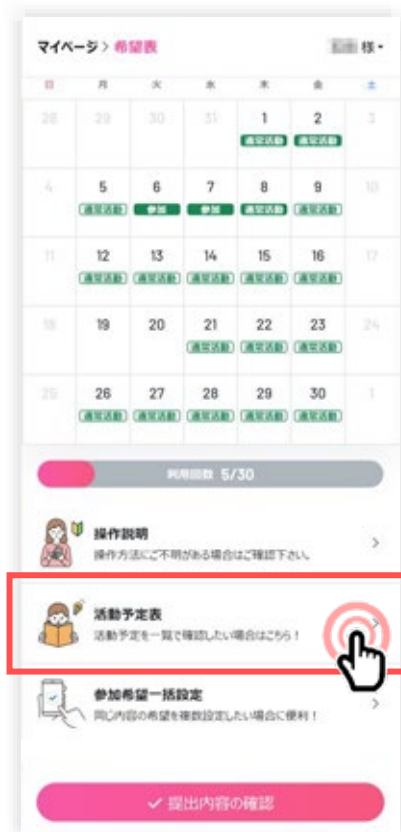 マイページ > 希望表 様
日 月 火 水 木 金 土
28 29 30 31 1 2 3
通常活動 通常活動
4 5 6 7 8 9 10
通常活動 参加 参加 通常活動 通常活動
11 12 13 14 15 16 17
通常活動 通常活動 通常活動 通常活動 通常活動
18 19 20 21 22 23 24
通常活動 通常活動 通常活動
25 26 27 28 29 30 1
通常活動 通常活動 通常活動 通常活動 通常活動
利用回数 5/30
操作説明
操作方法にご不明がある場合はご確認下さい。
活動予定表
活動予定を一覧で確認したい場合はこちら！
参加希望一括設定
同じ内容の希望を複数設定したい場合に便利！
提出内容の確認